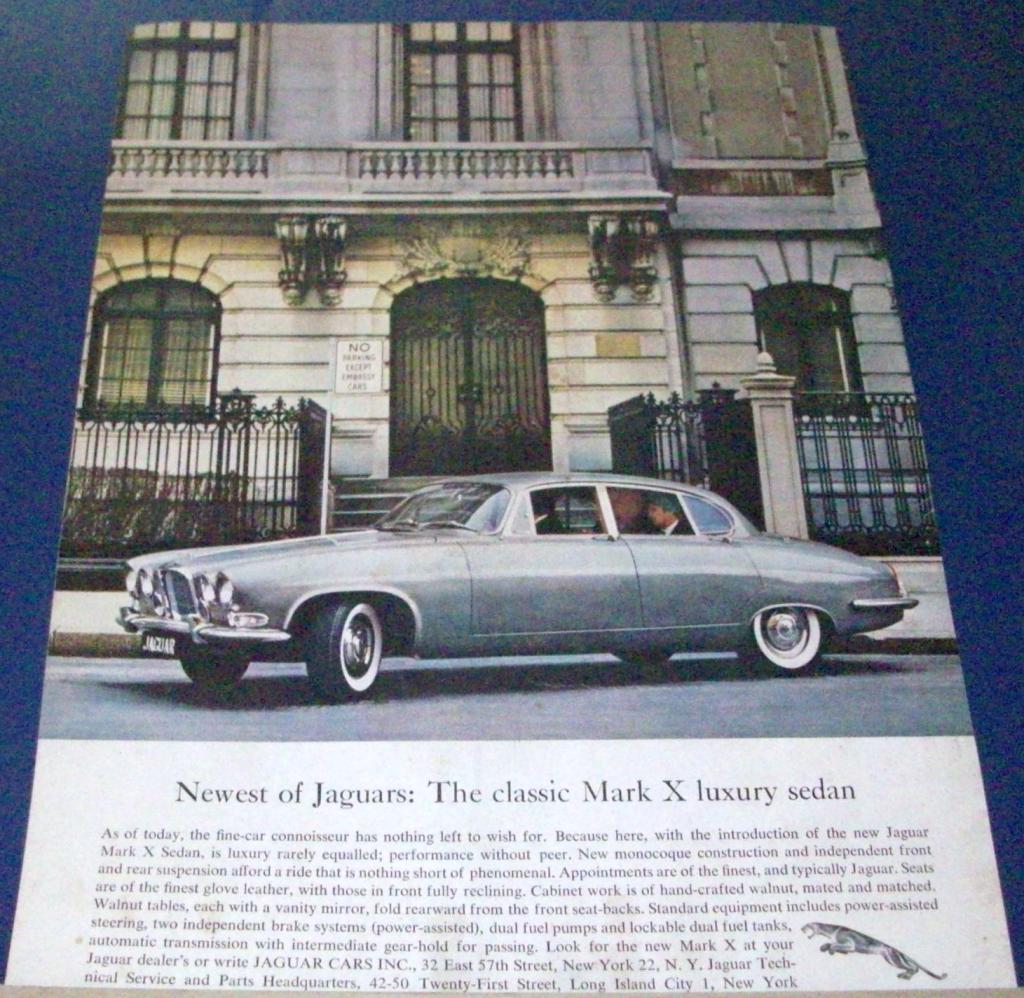 NO
PARKING
EXCEPT
EMBASSY
CARS
JAGUAR
Newest of Jaguars: The classic Mark X luxury sedan
As of today, the fine-car connoisseur has nothing left to wish for. Because here, with the introduction of the new Jaguar
Mark X Sedan, is luxury rarely equalled; performance without peer. New monocoque construction and independent front
and rear suspension afford a ride that is nothing short of phenomenal. Appointments are of the finest, and typically Jaguar. Seats
are of the finest glove leather, with those in front fully reclining. Cabinet work is of hand-crafted walnut, mated and matched.
Walnut tables, each with a vanity mirror, fold rearward from the front seat-backs. Standard equipment includes power-assisted
steering, two independent brake systems (power-assisted), dual fuel pumps and lockable dual fuel tanks,
automatic transmission with intermediate gear-hold for passing. Look for the new Mark X at your
Jaguar dealer's or write JAGUAR CARS INC., 32 East 57th Street, New York 22, N. Y. Jaguar Tech-
nical Service and Parts Headquarters, 42-50 Twenty-First Street, Long Island City 1, New York